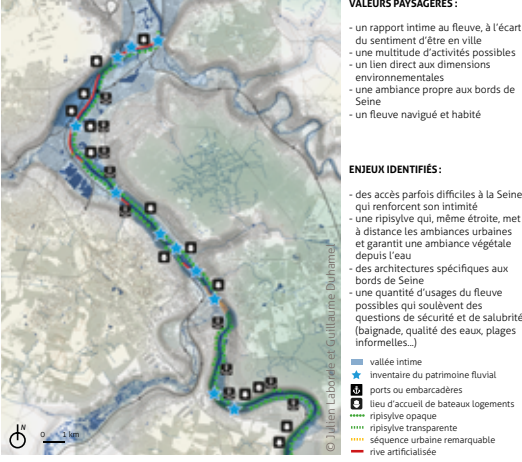 VALEURS PAYSAGÈRES :
- un rapport intime au fleuve, à l'écart
du sentiment d'être en ville
- une multitude d'activités possibles
- un lien direct aux dimensions
environnementales
- une ambiance propre aux bords de
Seine
- un fleuve navigué et habité
ENJEUX IDENTIFIÉS :
- des accès parfois difficiles à la Seine
qui renforcent son intimité
- une ripisylve qui, même étroite, met
à distance les ambiances urbaines
et garantit une ambiance végétale
depuis l'eau
- des architectures spécifiques aux
bords de Seine
- une quantité d'usages du fleuve
possibles qui soulèvent des
questions de sécurité et de salubrité
(baignade, qualité des eaux, plages
informelles...)
vallée intime
inventaire du patrimoine fluvial
ports ou embarcadères
lieu d'accueil de bateaux logements
ripisylve opaque
ripisylve transparente
séquence urbaine remarquable
rive artificialisée
© Julien Laborde et Guillaume Duhamel
N
0 1 km